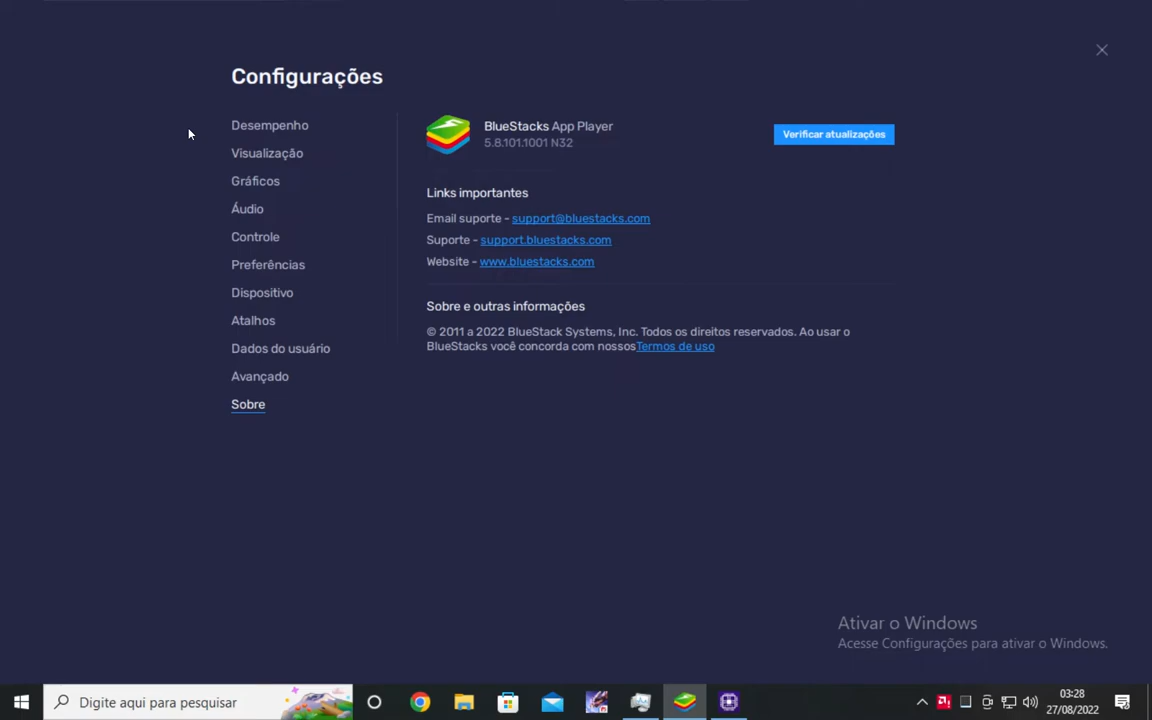 Configurações
Desempenho
Visualização
Gráficos
Áudio
Controle
Preferências
Dispositivo
Atalhos
Dados do usuário
Avançado
Sobre
BlueStacks App Player
5.8.101.1001 N32
Verificar atualizações
Links importantes
Email suporte - support@bluestacks.com
Suporte - support.bluestacks.com
Website - www.bluestacks.com
Sobre e outras informações
© 2011 a 2022 BlueStack Systems, Inc. Todos os direitos reservados. Ao usar o
BlueStacks você concorda com nossosTermos de uso
Ativar o Windows
Acesse Configurações para ativar o Windows.
Digite aqui para pesquisar
03:28
27/08/2022